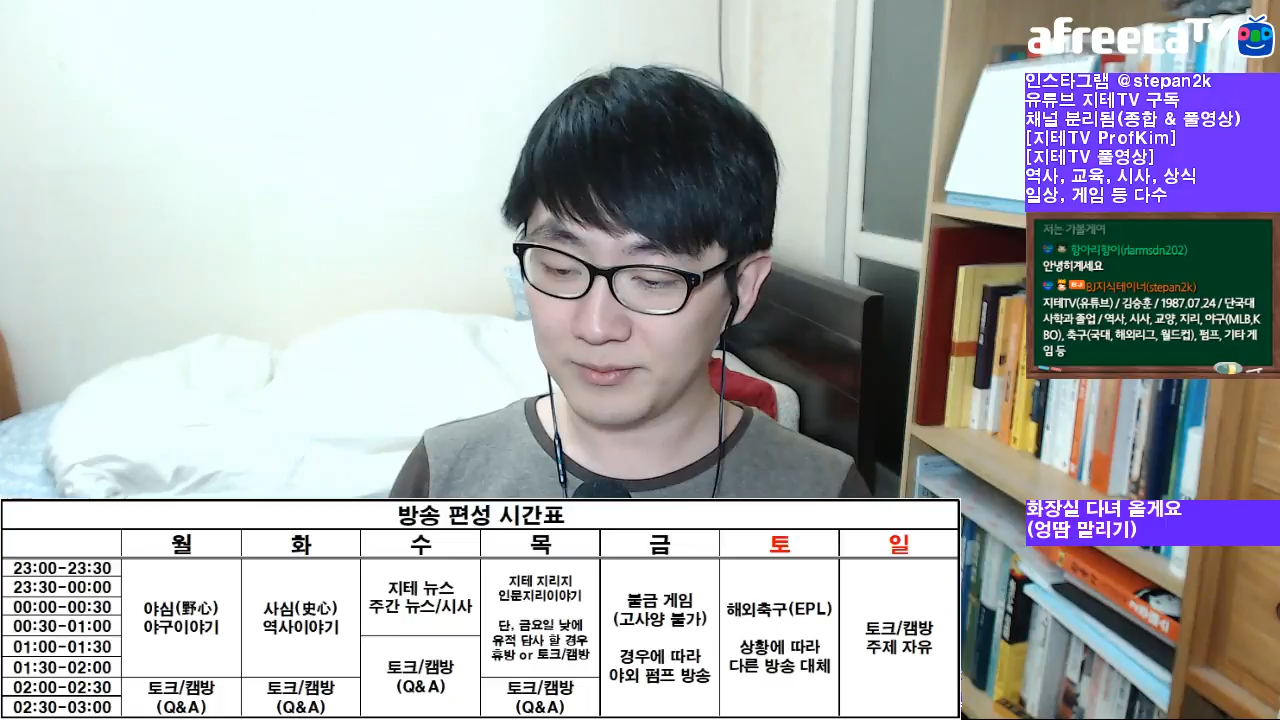 afreecaTV
인스타그램 @stepan2k
유튜브 지테TV 구독
채널 분리됨(종합 & 풀영상)
[지테TV ProfKim]
[지테TV 풀영상]
역사, 교육, 시사, 상식
일상, 게임 등 다수
저는 가볼게여
항아리항이(rlarmsdn202)
안녕히계세요
BJ지식테이너(stepan2k)
지테TV(유튜브) / 김승훈 / 1987.07.24 / 단국대
사학과 졸업 / 역사, 시사, 교양, 지리, 야구(MLB,K
BO), 축구(국대, 해외리그, 월드컵), 펌프, 기타 게
임 등
화장실 다녀 올게요
(엉땀 말리기)
방송 편성 시간표
월 화 수 목 금 토 일
23:00-23:30
23:30-00:00
00:00-00:30
00:30-01:00
01:00-01:30
01:30-02:00
02:00-02:30
02:30-03:00
야심(野心)
야구이야기
토크/캠방
(Q&A)
사심(史心)
역사이야기
토크/캠방
(Q&A)
지테 뉴스
주간 뉴스/시사
토크/캠방
(Q&A)
지테 지리지
인문지리이야기
단, 금요일 낮에
유적 답사 할 경우
휴방 or 토크/캠방
토크/캠방
(Q&A)
불금 게임
(고사양 불가)
경우에 따라
야외 펌프 방송
해외축구(EPL)
상황에 따라
다른 방송 대체
토크/캠방
주제 자유